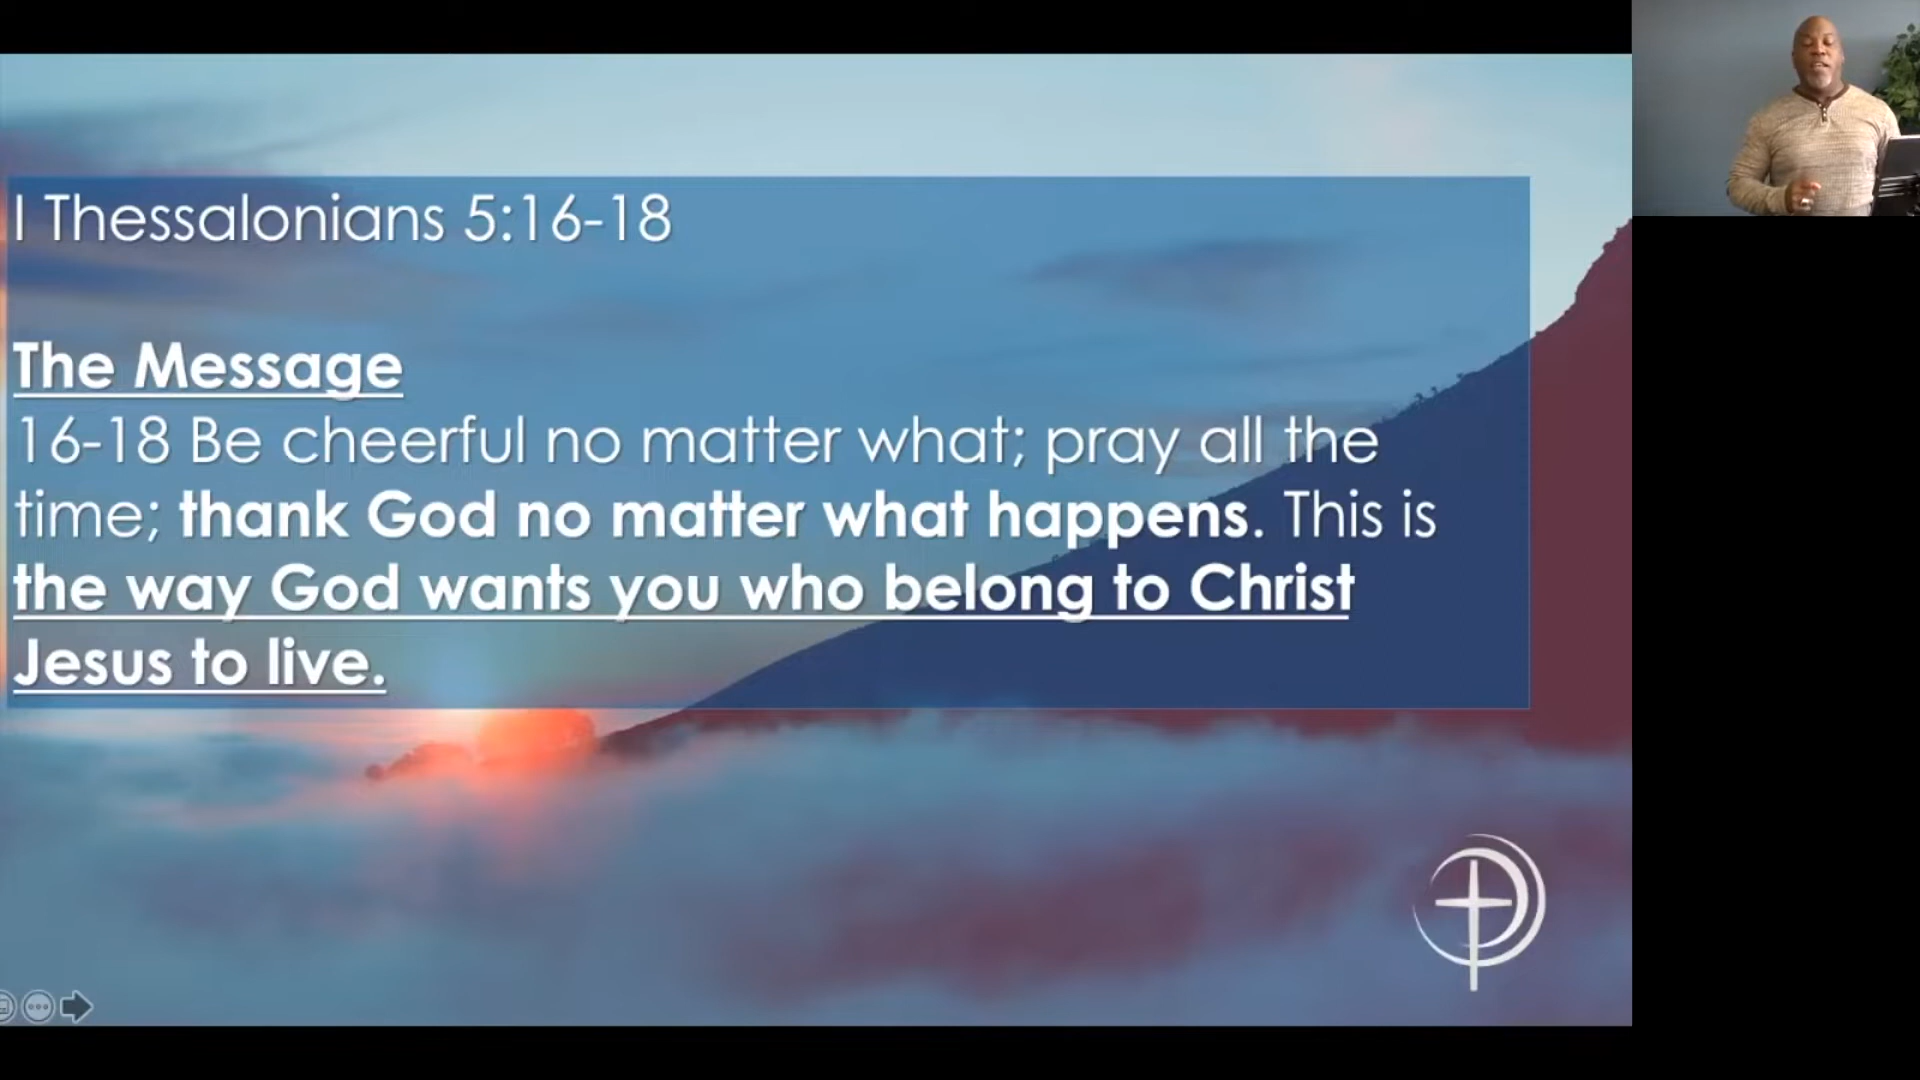 I Thessalonians 5:16-18
The Message
16-18 Be cheerful no matter what; pray all the
time; thank God no matter what happens. This is
the way God wants you who belong to Christ
Jesus to live.